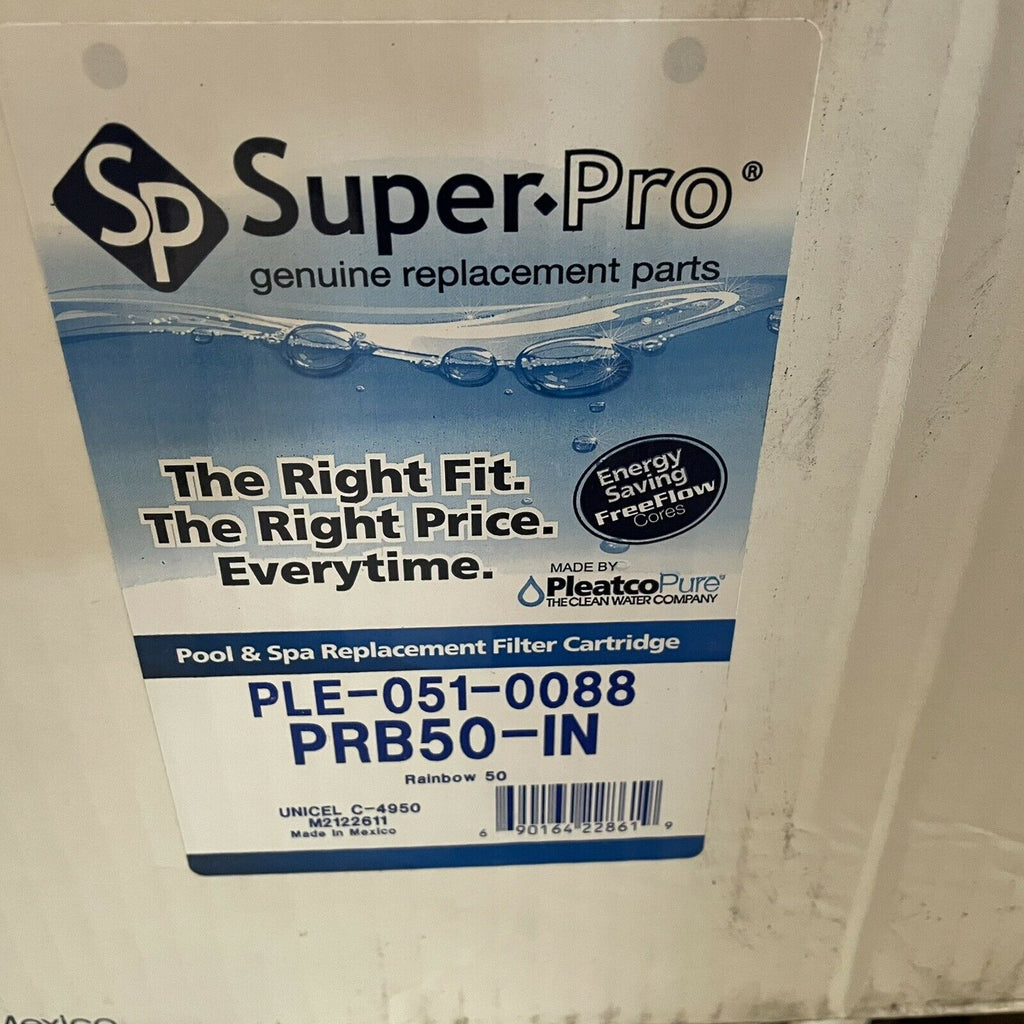 SP Super·Pro®
genuine replacement parts
The Right Fit.
The Right Price.
Everytime.
Energy
Saving
FreeFlow
Cores
MADE BY
PleatcoPure®
THE CLEAN WATER COMPANY
Pool & Spa Replacement Filter Cartridge
PLE-051-0088
PRB50-IN
Rainbow 50
UNICEL C-4950
M2122611
Made In Mexico
6 90164 22861 9